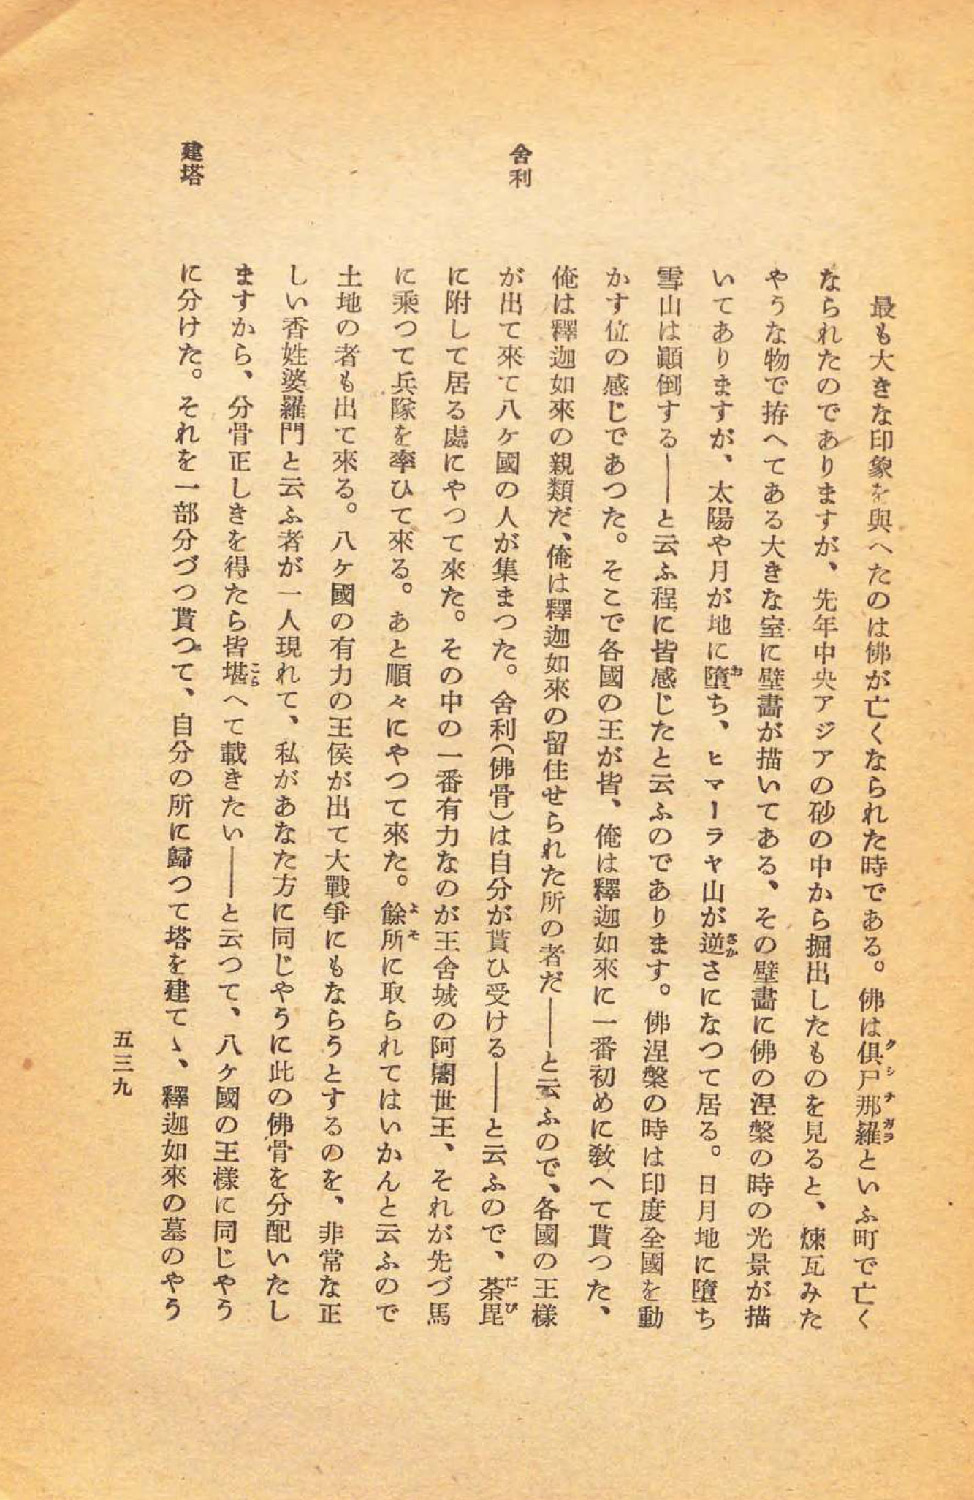 最も大きな印象を與へたのは佛が亡くなられた時である。佛は倶尸那羅といふ町で亡く
なられたのでありますが、先年中央アジアの砂の中から掘出したものを見ると、煉瓦みた
やうな物で拵へてある大きな室に壁畫が描いてある、その壁畫に佛の涅槃の時の光景が描
いてありますが、太陽や月が地に墮ち、ヒマーラヤ山が逆さになつて居る。日月地に墮ち
雪山は顚倒する――と云ふ程に皆感じたと云ふのであります。佛涅槃の時は印度全國を動
かす位の感じであつた。そこで各國の王が皆、俺は釋迦如來に一番初めに敎へて貰つた、
舍利
俺は釋迦如來の親類だ、俺は釋迦如來の留住せられた所の者だ――と云ふので、各國の王樣
が出て來て八ケ國の人が集まつた。舍利(佛骨)は自分が貰ひ受ける――と云ふので、荼毘
に附して居る處にやつて來た。その中の一番有力なのが王舍城の阿闍世王、それが先づ馬
に乘つて兵隊を率ひて來る。あと順々にやつて來た。餘所に取られてはいかんと云ふので
土地の者も出て來る。八ケ國の有力の王侯が出て大戰爭にもならうとするのを、非常な正
しい香姓婆羅門と云ふ者が一人現れて、私があなた方に同じやうに此の佛骨を分配いたし
ますから、分骨正しきを得たら皆堪へて載きたい――と云つて、八ケ國の王樣に同じやう
建塔
に分けた。それを一部分づつ貰つて、自分の所に歸つて塔を建てゝ、釋迦如來の墓のやう
五三九